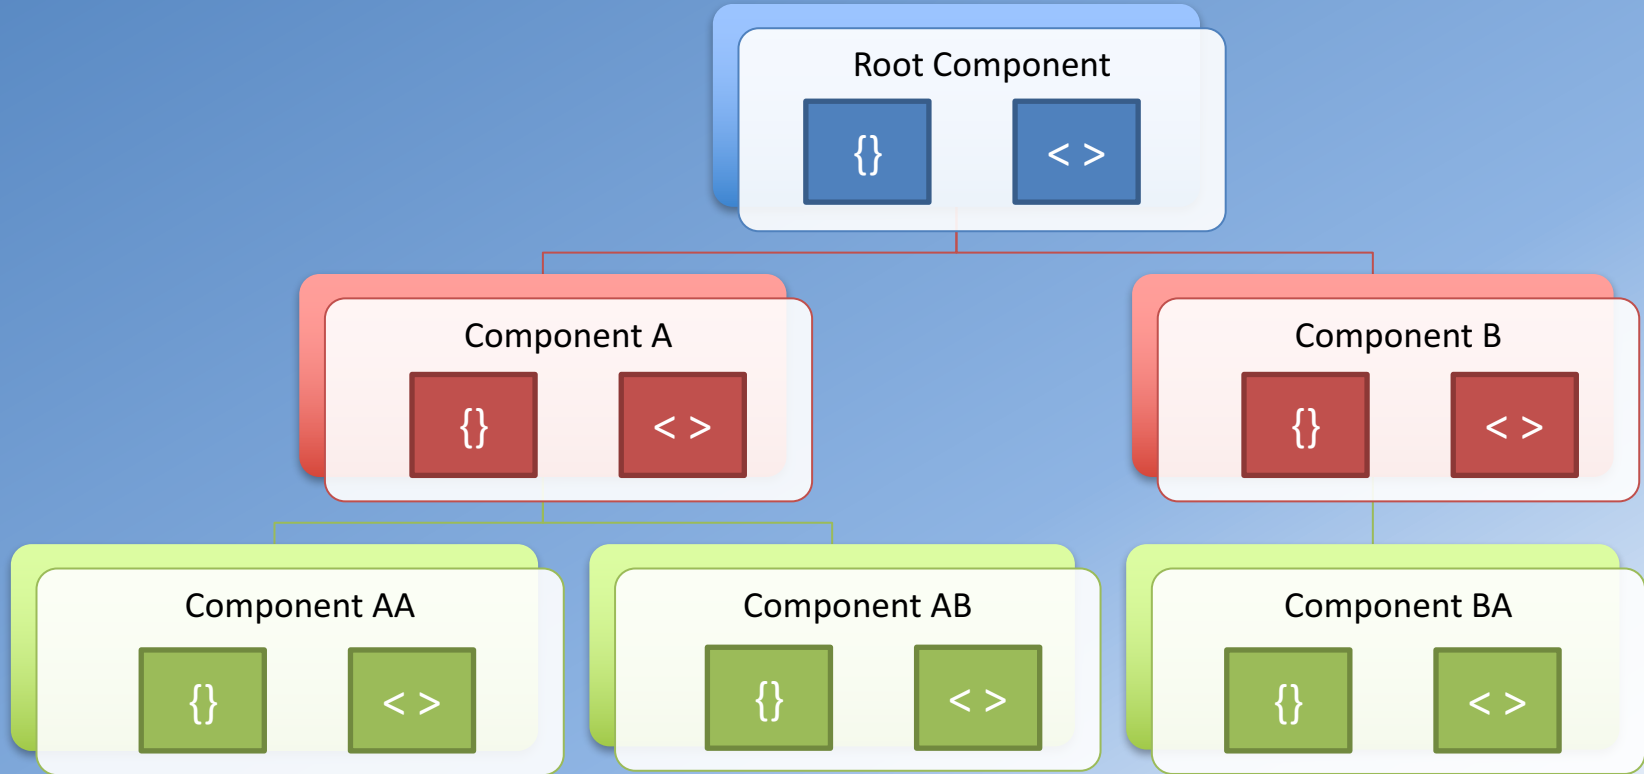 Root Component
{} < >
Component A
{} < >
Component B
{} < >
Component AA
{} < >
Component AB
{} < >
Component BA
{} < >